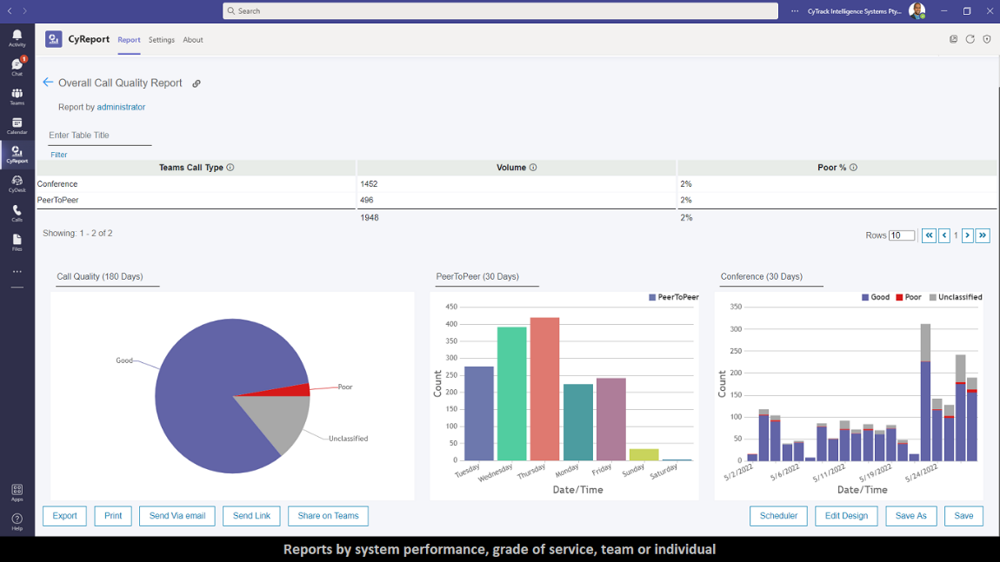 Search
CyTrack Intelligence Systems Pty...
Activity
Chat
1
Teams
Calendar
CyReport
CyDesk
Calls
Files
Apps
Help
CyReport Report Settings About
Overall Call Quality Report
Report by administrator
Enter Table Title
Filter
Teams Call Type Volume Poor %
Conference 1452 2%
PeerToPeer 496 2%
1948 2%
Showing: 1 - 2 of 2
Rows 10 1
Call Quality (180 Days)
Good
Poor
Unclassified
PeerToPeer (30 Days)
PeerToPeer
450
400
350
300
250
200
150
100
50
0
Count
Tuesday Wednesday Thursday Monday Friday Sunday Saturday
Date/Time
Conference (30 Days)
Good Poor Unclassified
350
300
250
200
150
100
50
0
Count
5/2/2022 5/6/2022 5/11/2022 5/19/2022 5/24/2022
Date/Time
Export Print Send Via email Send Link Share on Teams Scheduler Edit Design Save As Save
Reports by system performance, grade of service, team or individual